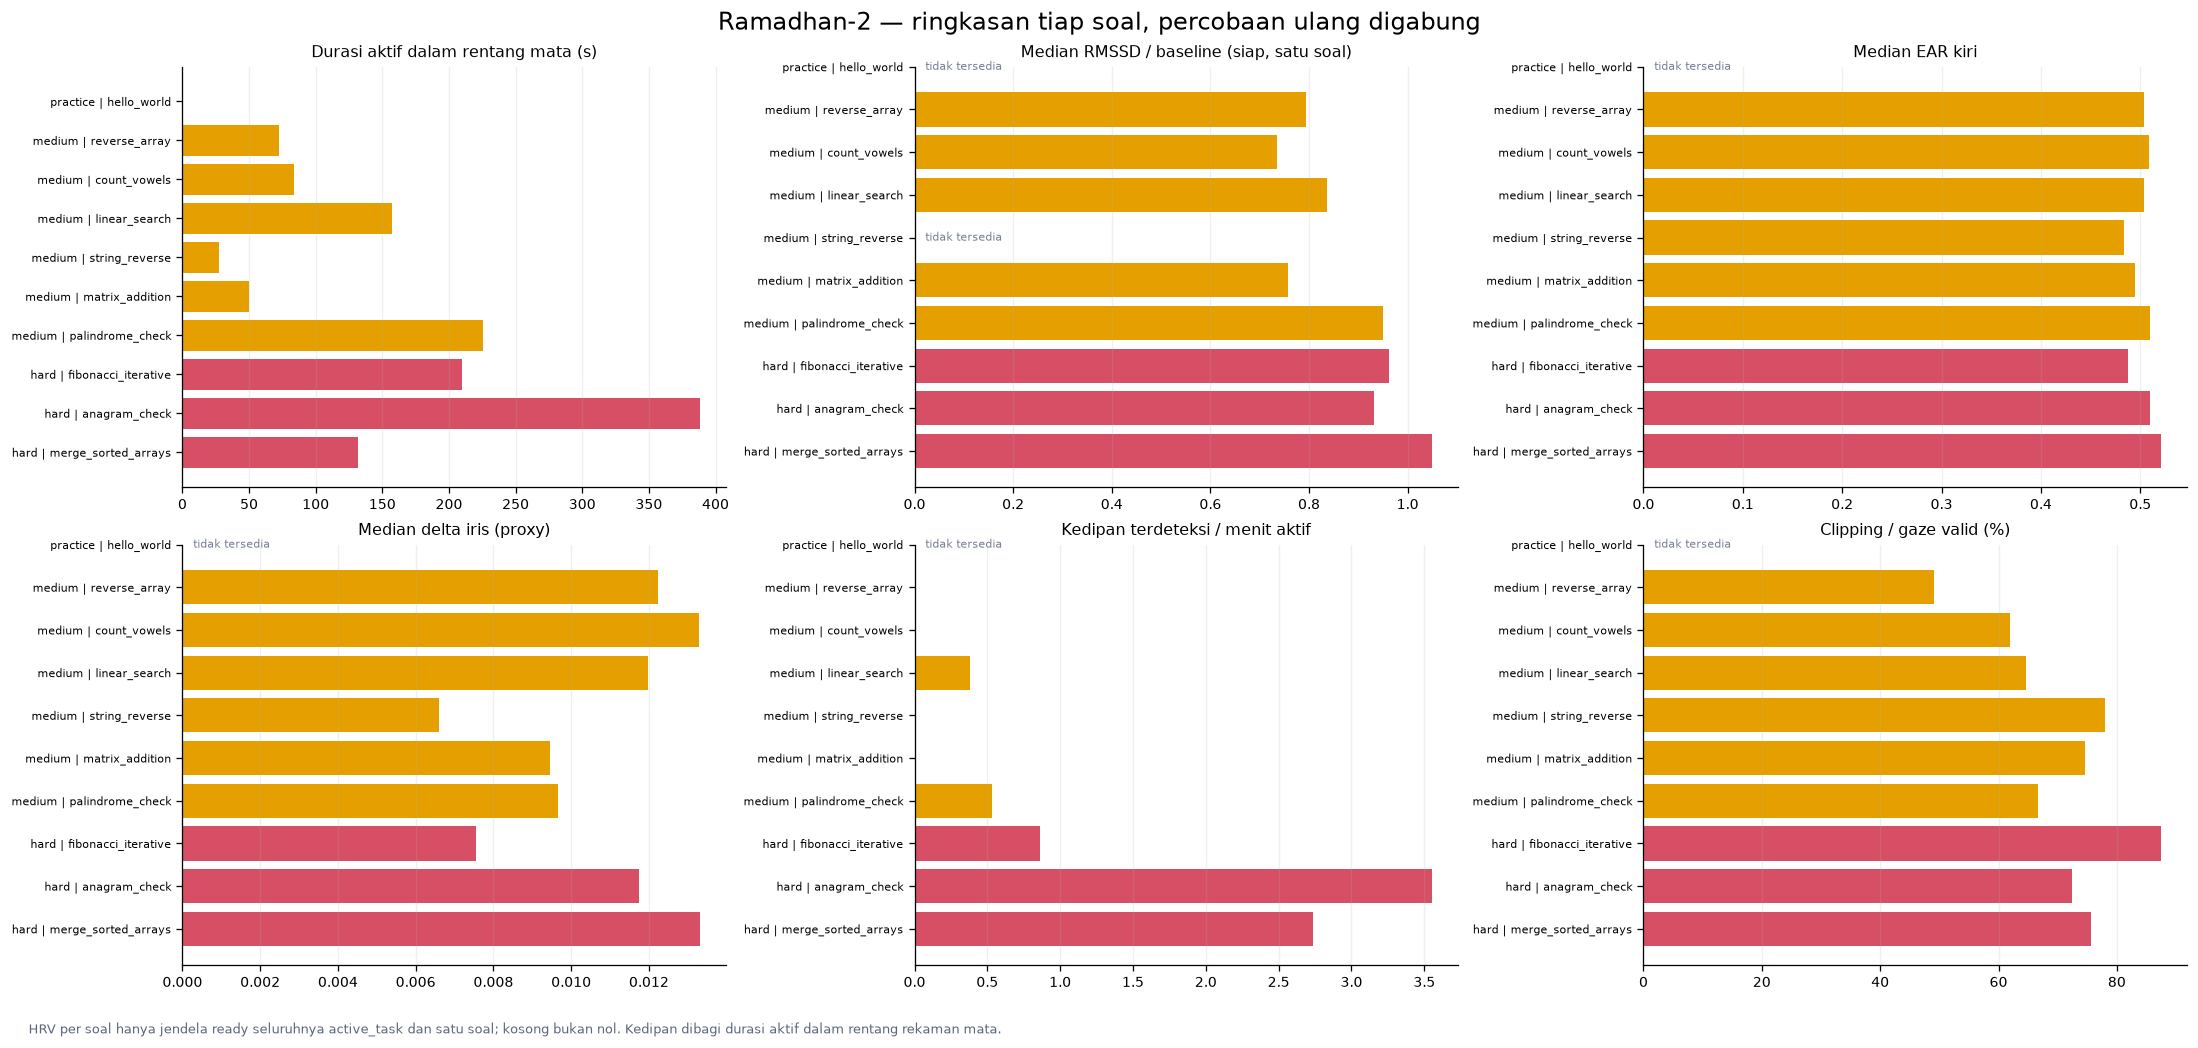 Ramadhan-2 — ringkasan tiap soal, percobaan ulang digabung
Durasi aktif dalam rentang mata (s)
practice | hello_world
medium | reverse_array
medium | count_vowels
medium | linear_search
medium | string_reverse
medium | matrix_addition
medium | palindrome_check
hard | fibonacci_iterative
hard | anagram_check
hard | merge_sorted_arrays
0 50 100 150 200 250 300 350 400
Median RMSSD / baseline (siap, satu soal)
practice | hello_world tidak tersedia
medium | reverse_array
medium | count_vowels
medium | linear_search
medium | string_reverse tidak tersedia
medium | matrix_addition
medium | palindrome_check
hard | fibonacci_iterative
hard | anagram_check
hard | merge_sorted_arrays
0.0 0.2 0.4 0.6 0.8 1.0
Median EAR kiri
practice | hello_world tidak tersedia
medium | reverse_array
medium | count_vowels
medium | linear_search
medium | string_reverse
medium | matrix_addition
medium | palindrome_check
hard | fibonacci_iterative
hard | anagram_check
hard | merge_sorted_arrays
0.0 0.1 0.2 0.3 0.4 0.5
Median delta iris (proxy)
practice | hello_world tidak tersedia
medium | reverse_array
medium | count_vowels
medium | linear_search
medium | string_reverse
medium | matrix_addition
medium | palindrome_check
hard | fibonacci_iterative
hard | anagram_check
hard | merge_sorted_arrays
0.000 0.002 0.004 0.006 0.008 0.010 0.012
Kedipan terdeteksi / menit aktif
practice | hello_world tidak tersedia
medium | reverse_array
medium | count_vowels
medium | linear_search
medium | string_reverse
medium | matrix_addition
medium | palindrome_check
hard | fibonacci_iterative
hard | anagram_check
hard | merge_sorted_arrays
0.0 0.5 1.0 1.5 2.0 2.5 3.0 3.5
Clipping / gaze valid (%)
practice | hello_world tidak tersedia
medium | reverse_array
medium | count_vowels
medium | linear_search
medium | string_reverse
medium | matrix_addition
medium | palindrome_check
hard | fibonacci_iterative
hard | anagram_check
hard | merge_sorted_arrays
0 20 40 60 80
HRV per soal hanya jendela ready seluruhnya active_task dan satu soal; kosong bukan nol. Kedipan dibagi durasi aktif dalam rentang rekaman mata.